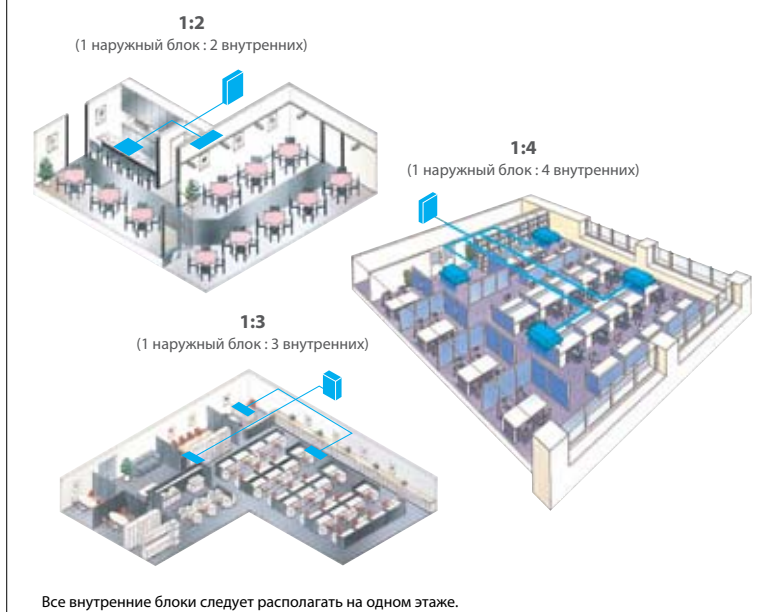 1:2
(1 наружный блок : 2 внутренних)
1:4
(1 наружный блок : 4 внутренних)
1:3
(1 наружный блок : 3 внутренних)
Все внутренние блоки следует располагать на одном этаже.